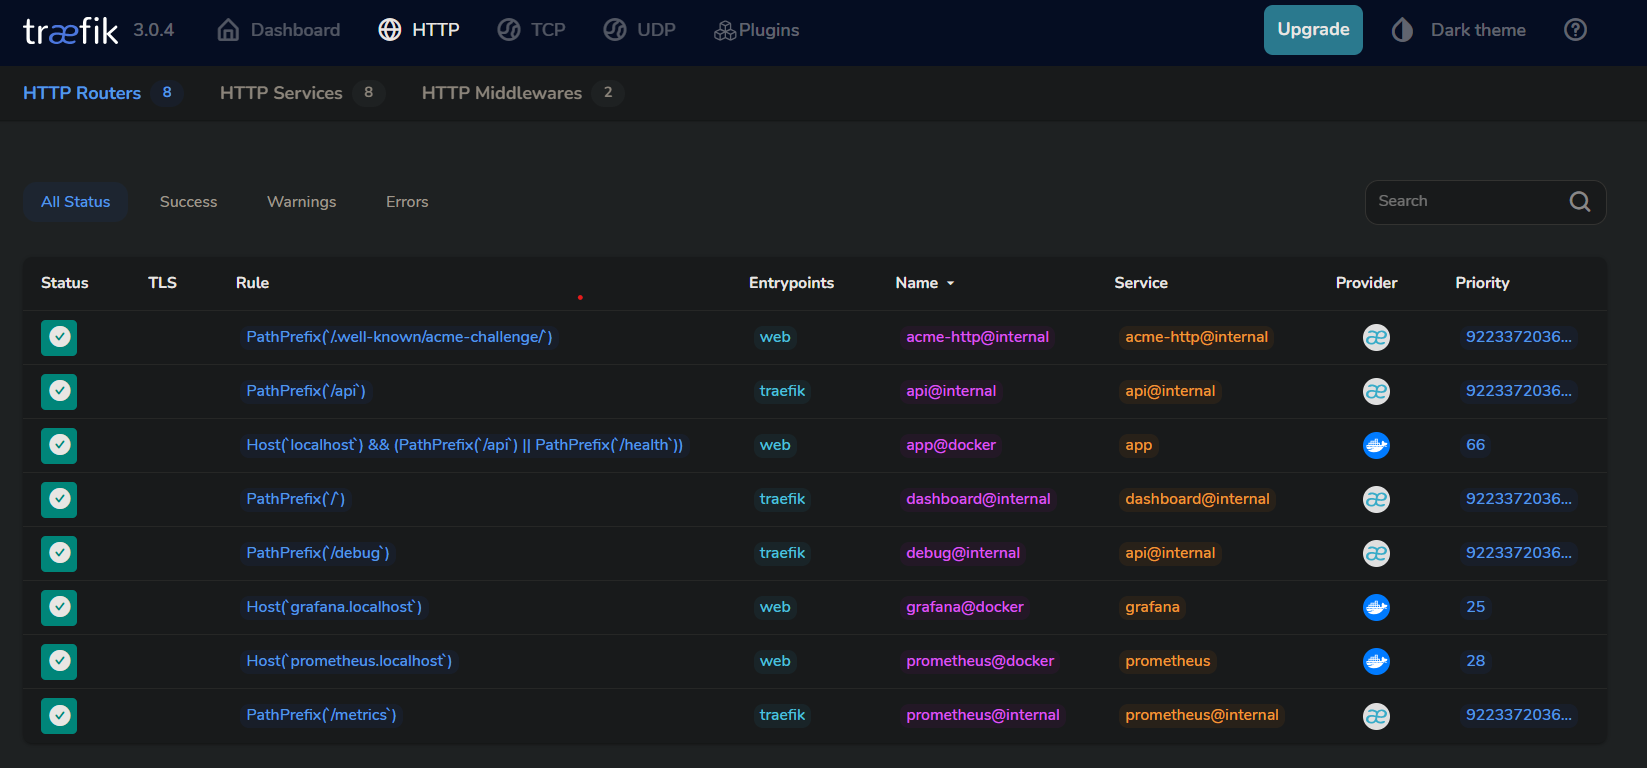 træfik 3.0.4 Dashboard HTTP TCP UDP Plugins Upgrade Dark theme
HTTP Routers 8 HTTP Services 8 HTTP Middlewares 2
All Status Success Warnings Errors Search
Status TLS Rule Entrypoints Name Service Provider Priority
PathPrefix(`/.well-known/acme-challenge/`) web acme-http@internal acme-http@internal 9223372036...
PathPrefix(`/api`) traefik api@internal api@internal 9223372036...
Host(`localhost`) && (PathPrefix(`/api`) || PathPrefix(`/health`)) web app@docker app 66
PathPrefix(`/`) traefik dashboard@internal dashboard@internal 9223372036...
PathPrefix(`/debug`) traefik debug@internal api@internal 9223372036...
Host(`grafana.localhost`) web grafana@docker grafana 25
Host(`prometheus.localhost`) web prometheus@docker prometheus 28
PathPrefix(`/metrics`) traefik prometheus@internal prometheus@internal 9223372036...